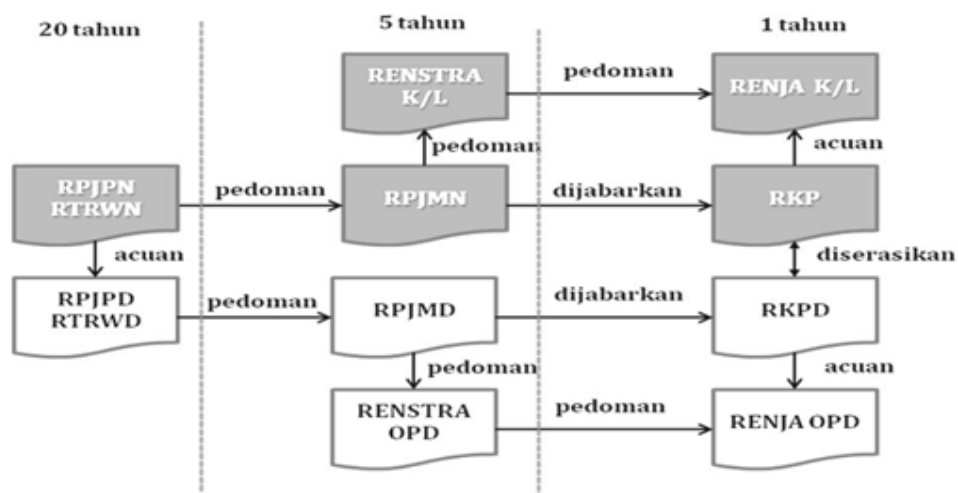 20 tahun
5 tahun
1 tahun
RENSTRA
K/L
pedoman
RENJA K/L
pedoman
acuan
RPJPN
RTRWN
pedoman
RPJMN
dijabarkan
RKP
acuan
diserasikan
RPJPD
RTRWD
pedoman
RPJMD
dijabarkan
RKPD
pedoman
acuan
RENSTRA
OPD
pedoman
RENJA OPD